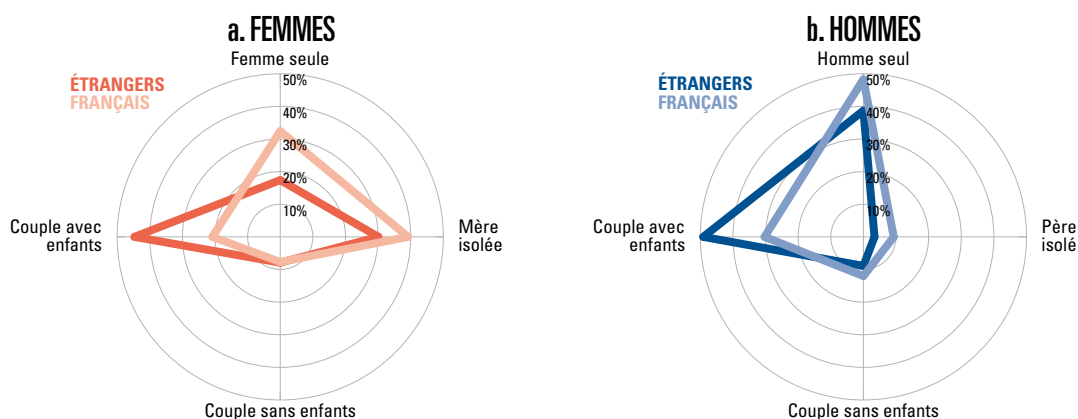 a. FEMMES
Femme seule
ÉTRANGERS
FRANÇAIS
50%
40%
30%
20%
10%
Couple avec
enfants
Mère
isolée
Couple sans enfants
b. HOMMES
Homme seul
ÉTRANGERS
FRANÇAIS
50%
40%
30%
20%
10%
Couple avec
enfants
Père
isolé
Couple sans enfants